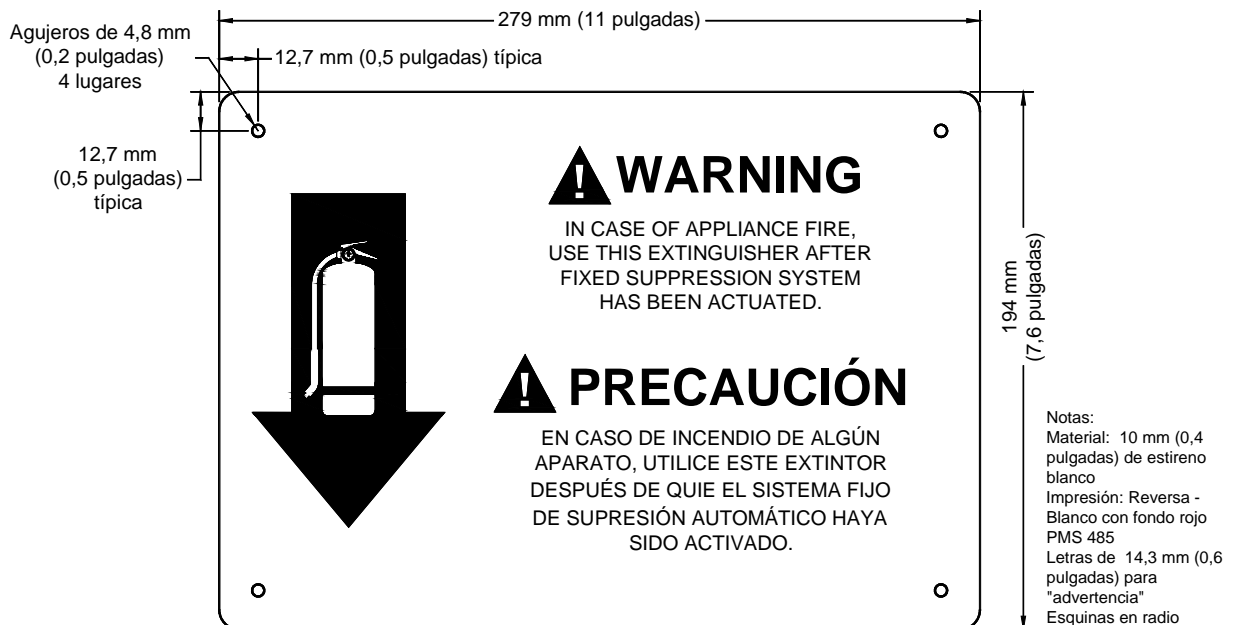 279 mm (11 pulgadas)
Agujeros de 4,8 mm
(0,2 pulgadas)
4 lugares
12,7 mm (0,5 pulgadas) típica
12,7 mm
(0,5 pulgadas)
típica
! WARNING
IN CASE OF APPLIANCE FIRE,
USE THIS EXTINGUISHER AFTER
FIXED SUPPRESSION SYSTEM
HAS BEEN ACTUATED.
! PRECAUCIÓN
EN CASO DE INCENDIO DE ALGÚN
APARATO, UTILICE ESTE EXTINTOR
DESPUÉS DE QUIE EL SISTEMA FIJO
DE SUPRESIÓN AUTOMÁTICO HAYA
SIDO ACTIVADO.
194 mm
(7,6 pulgadas)
Notas:
Material: 10 mm (0,4
pulgadas) de estireno
blanco
Impresión: Reversa -
Blanco con fondo rojo
PMS 485
Letras de 14,3 mm (0,6
pulgadas) para
"advertencia"
Esquinas en radio